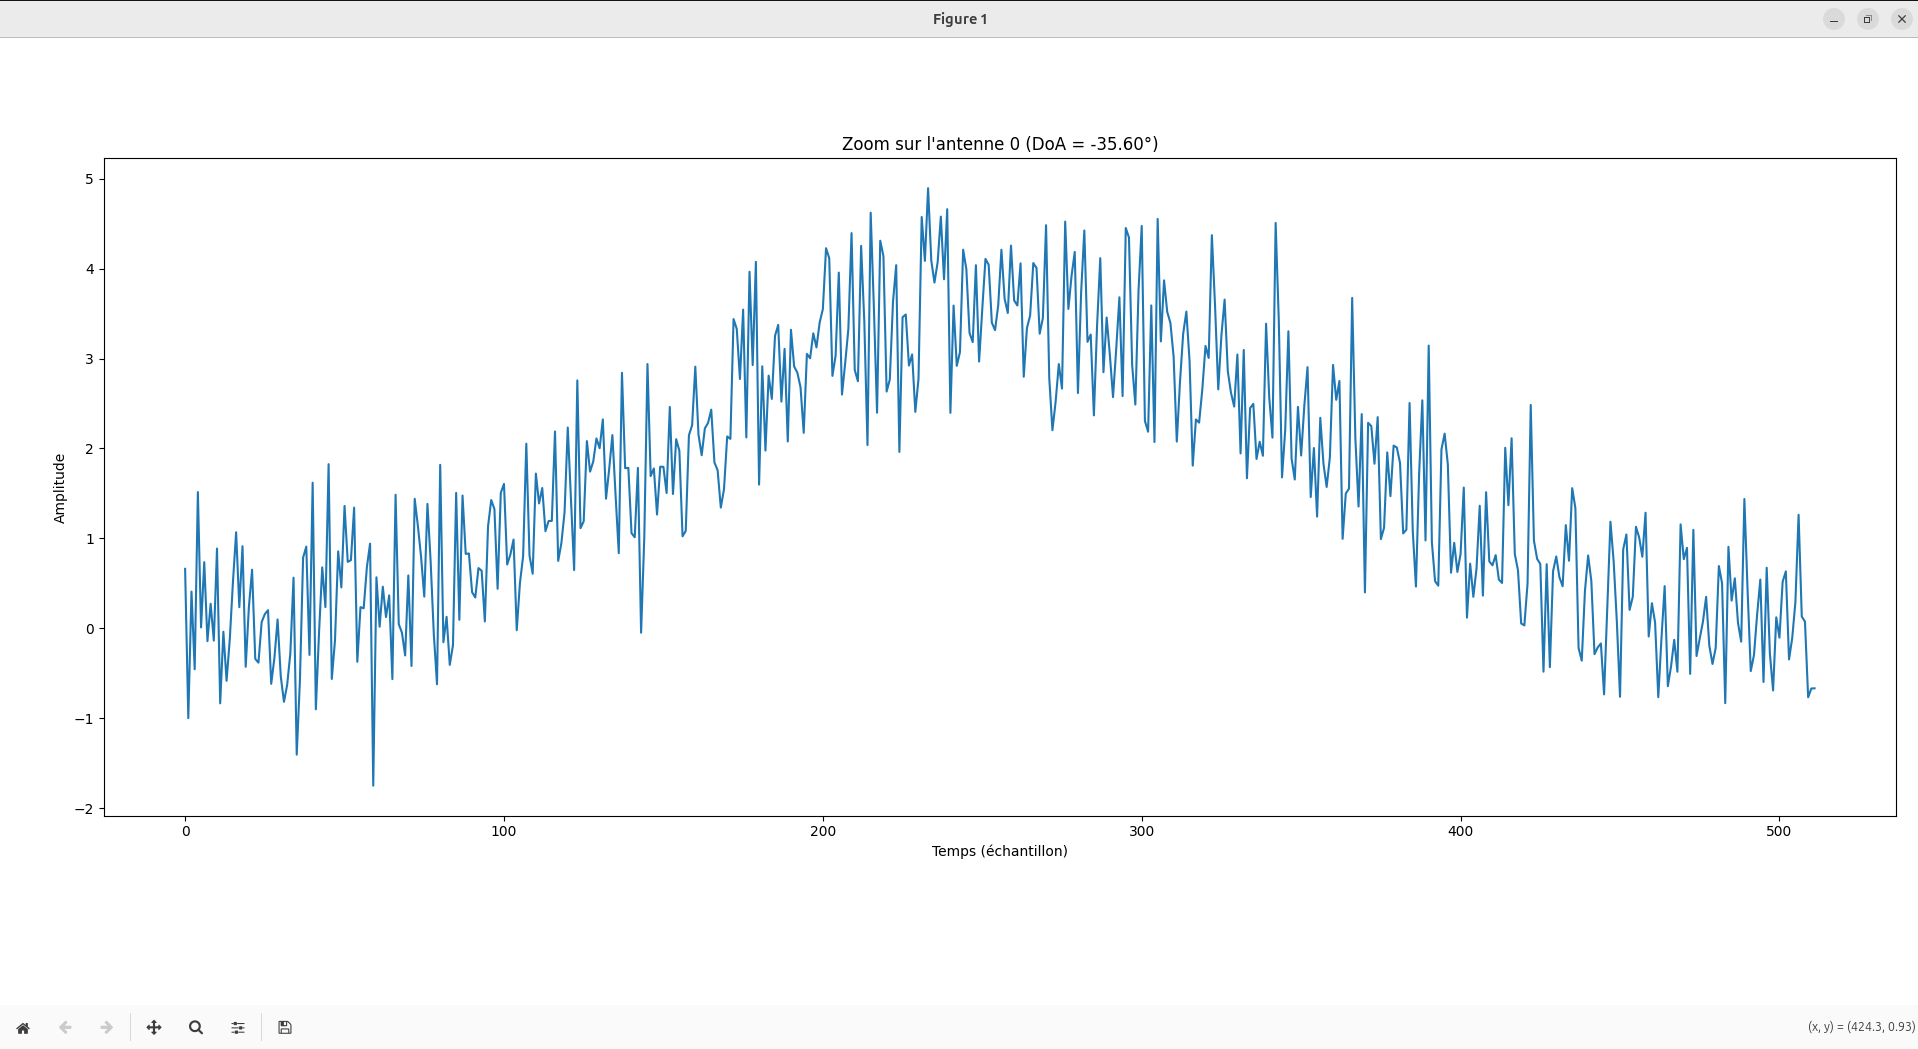 Figure 1
Zoom sur l'antenne 0 (DoA = -35.60°)
5
4
3
2
1
0
−1
−2
Amplitude
0 100 200 300 400 500
Temps (échantillon)
(x, y) = (424.3, 0.93)